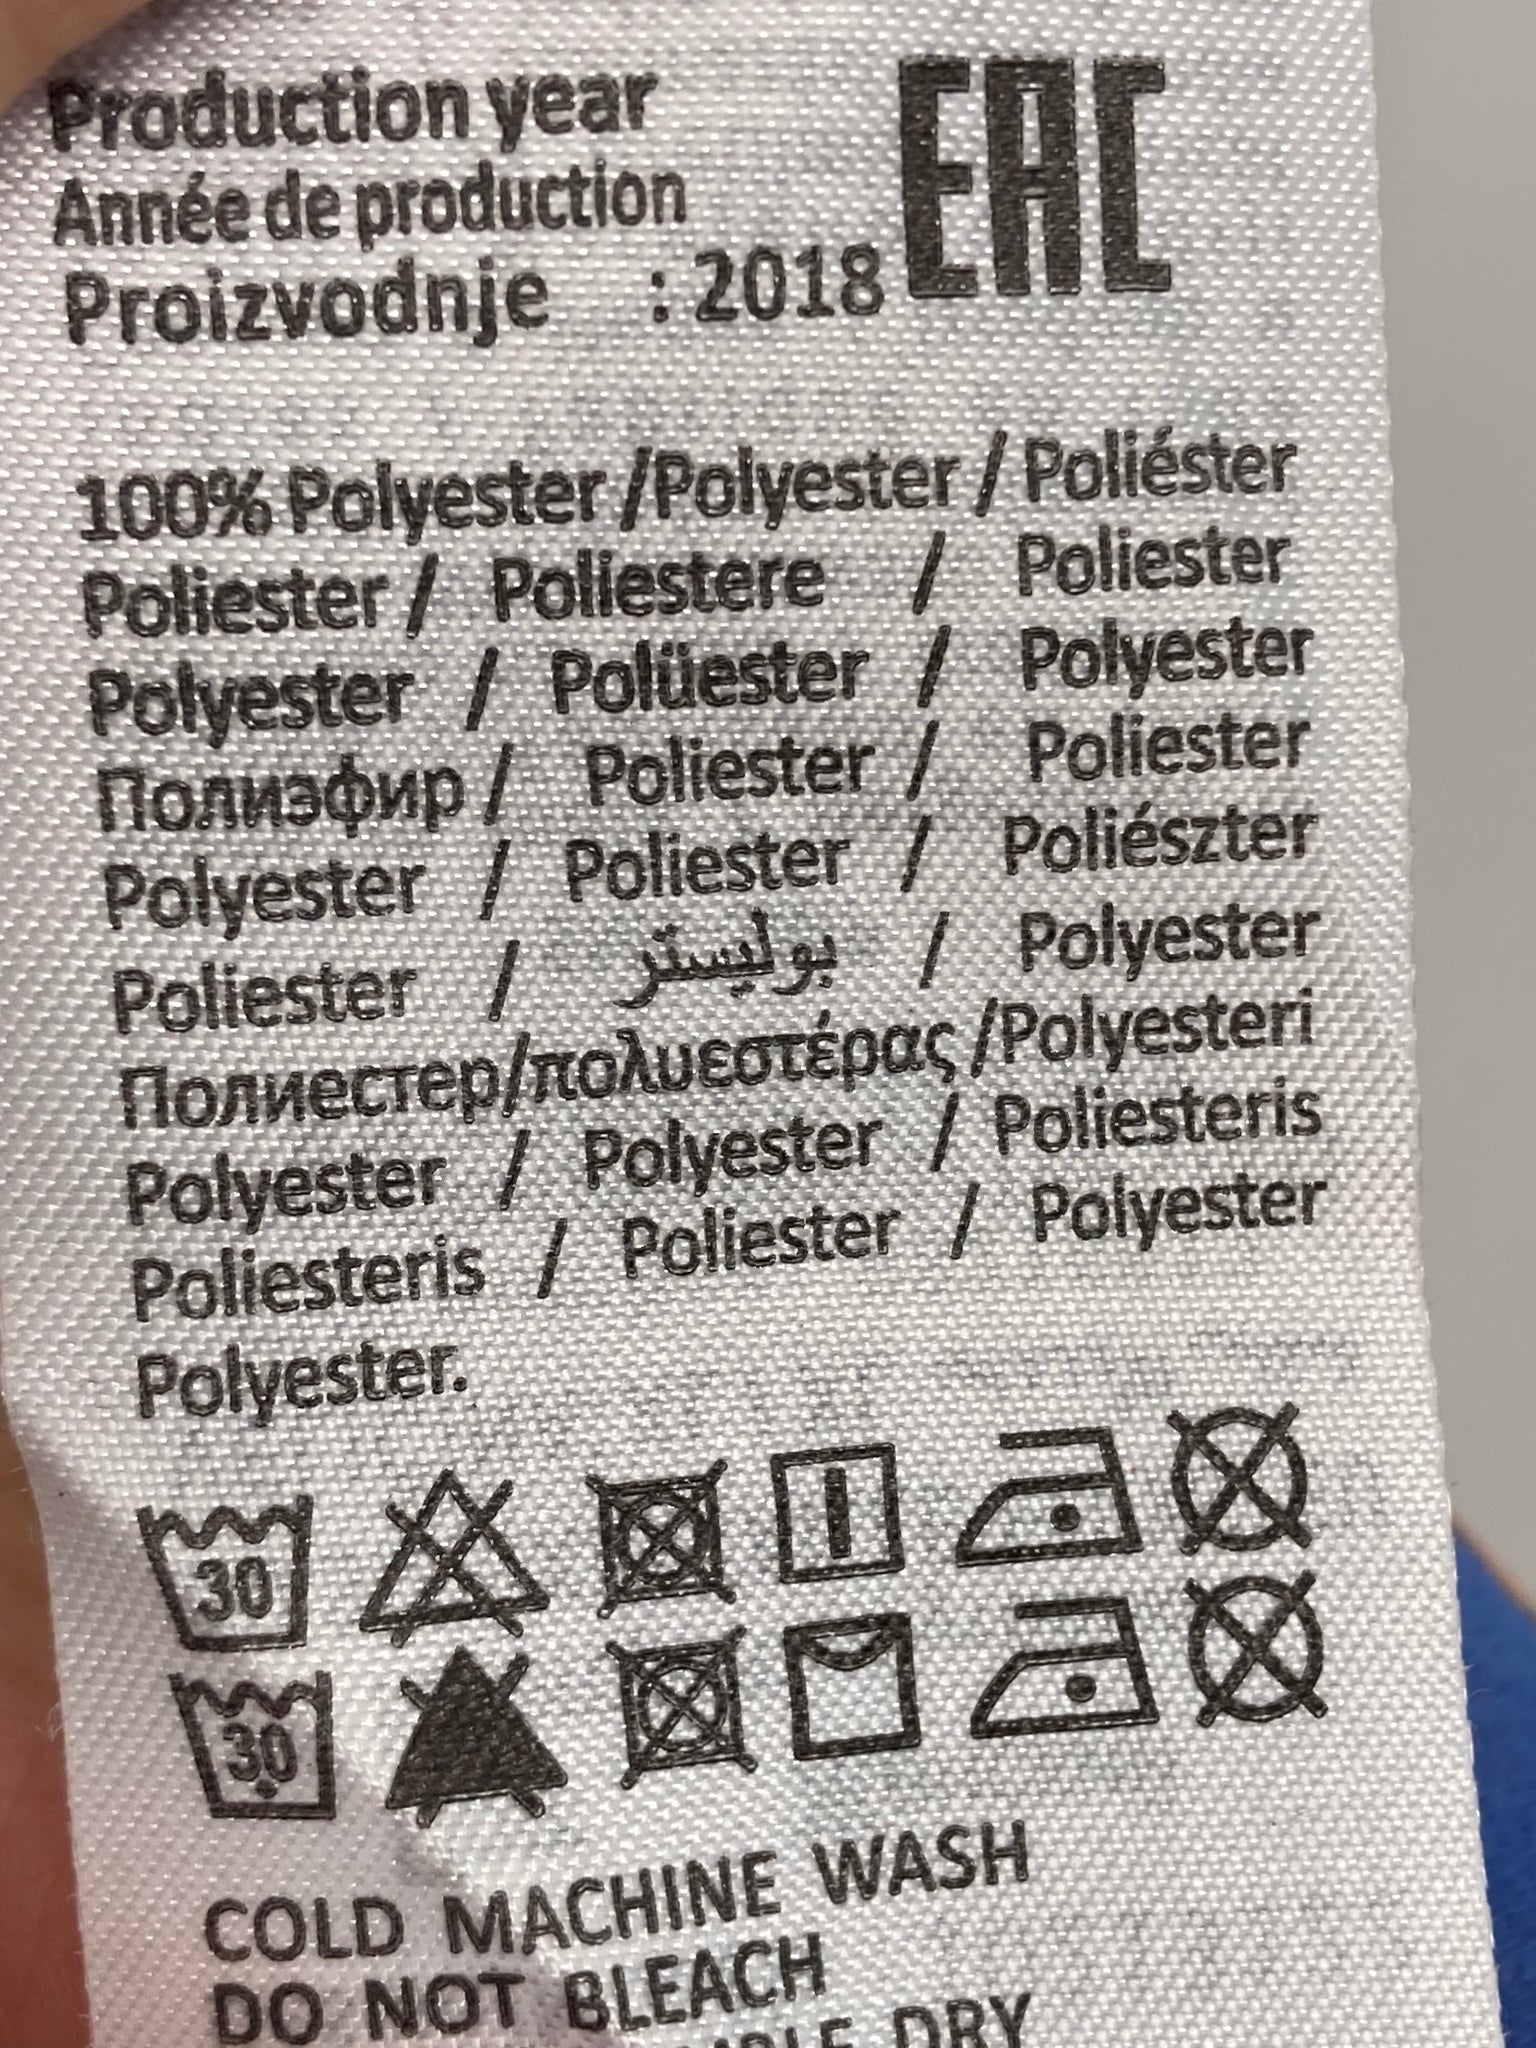 Production year
Année de production
Proizvodnje : 2018
EAC
100% Polyester /Polyester / Poliéster
Poliester / Poliestere / Poliester
Polyester / Polüester / Polyester
Полиэфир / Poliester / Poliester
Polyester / Poliester / Poliészter
Poliester / بوليستر / Polyester
Полиестер/πολυεστέρας /Polyesteri
Polyester / Polyester / Poliesteris
Poliesteris / Poliester / Polyester
Polyester.
30
30
COLD MACHINE WASH
DO NOT BLEACH
DRY